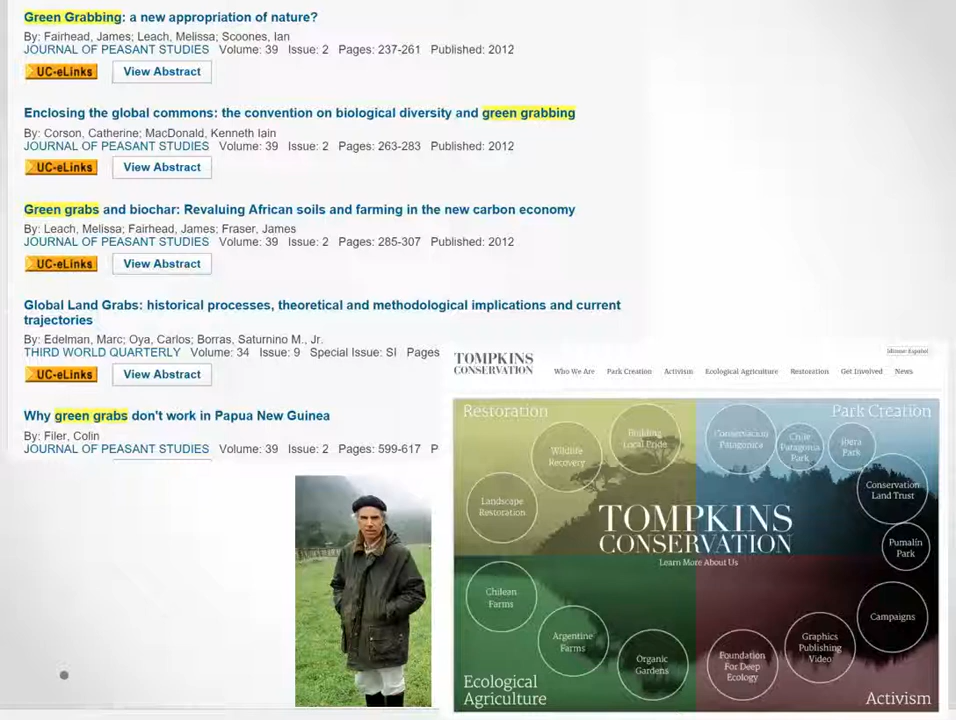 Green Grabbing: a new appropriation of nature?
By: Fairhead, James; Leach, Melissa; Scoones, Ian
JOURNAL OF PEASANT STUDIES Volume: 39 Issue: 2 Pages: 237-261 Published: 2012
UC-eLinks View Abstract
Enclosing the global commons: the convention on biological diversity and green grabbing
By: Corson, Catherine; MacDonald, Kenneth Iain
JOURNAL OF PEASANT STUDIES Volume: 39 Issue: 2 Pages: 263-283 Published: 2012
UC-eLinks View Abstract
Green grabs and biochar: Revaluing African soils and farming in the new carbon economy
By: Leach, Melissa; Fairhead, James; Fraser, James
JOURNAL OF PEASANT STUDIES Volume: 39 Issue: 2 Pages: 285-307 Published: 2012
UC-eLinks View Abstract
Global Land Grabs: historical processes, theoretical and methodological implications and current
trajectories
By: Edelman, Marc; Oya, Carlos; Borras, Saturnino M., Jr.
THIRD WORLD QUARTERLY Volume: 34 Issue: 9 Special Issue: SI Pages
UC-eLinks View Abstract
Why green grabs don't work in Papua New Guinea
By: Filer, Colin
JOURNAL OF PEASANT STUDIES Volume: 39 Issue: 2 Pages: 599-617 P
TOMPKINS
CONSERVATION
Idioma: Español
Who We Are Park Creation Activism Ecological Agriculture Restoration Get Involved News
Restoration
Park Creation
Building
Local Pride
Wildlife
Recovery
Landscape
Restoration
Conservacion
Patagonica
Chile
Patagonia
Park
Iberá
Park
Conservation
Land Trust
Pumalín
Park
TOMPKINS
CONSERVATION
Learn More About Us
Chilean
Farms
Argentine
Farms
Organic
Gardens
Ecological
Agriculture
Campaigns
Graphics
Publishing
Video
Foundation
For Deep
Ecology
Activism